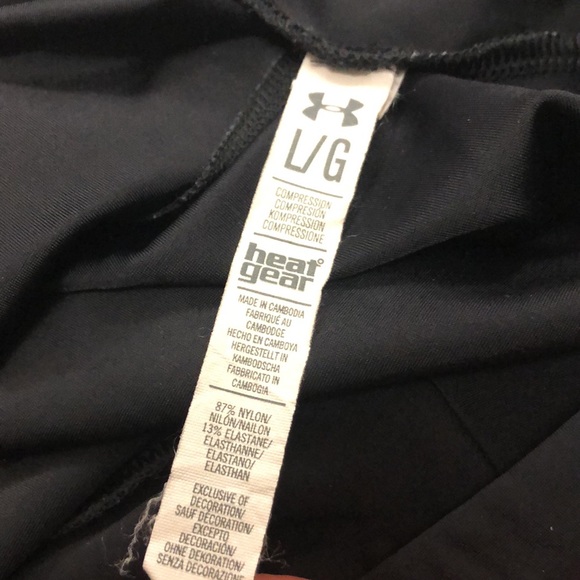 L/G
COMPRESSION
COMPRESIÓN
KOMPRESSION
COMPRESSIONE
heat
gear
MADE IN CAMBODIA
FABRIQUÉ AU
CAMBODGE
HECHO EN CAMBOYA
HERGESTELLT IN
KAMBODSCHA
FABBRICATO IN
CAMBOGIA
87% NYLON/
NILÓN/NAILON
13% ELASTANE/
ELASTHANNE/
ELASTANO/
ELASTHAN
EXCLUSIVE OF
DECORATION/
SAUF DÉCORATION/
EXCEPTO
DECORACIÓN/
OHNE DEKORATION/
SENZA DECORAZIONE